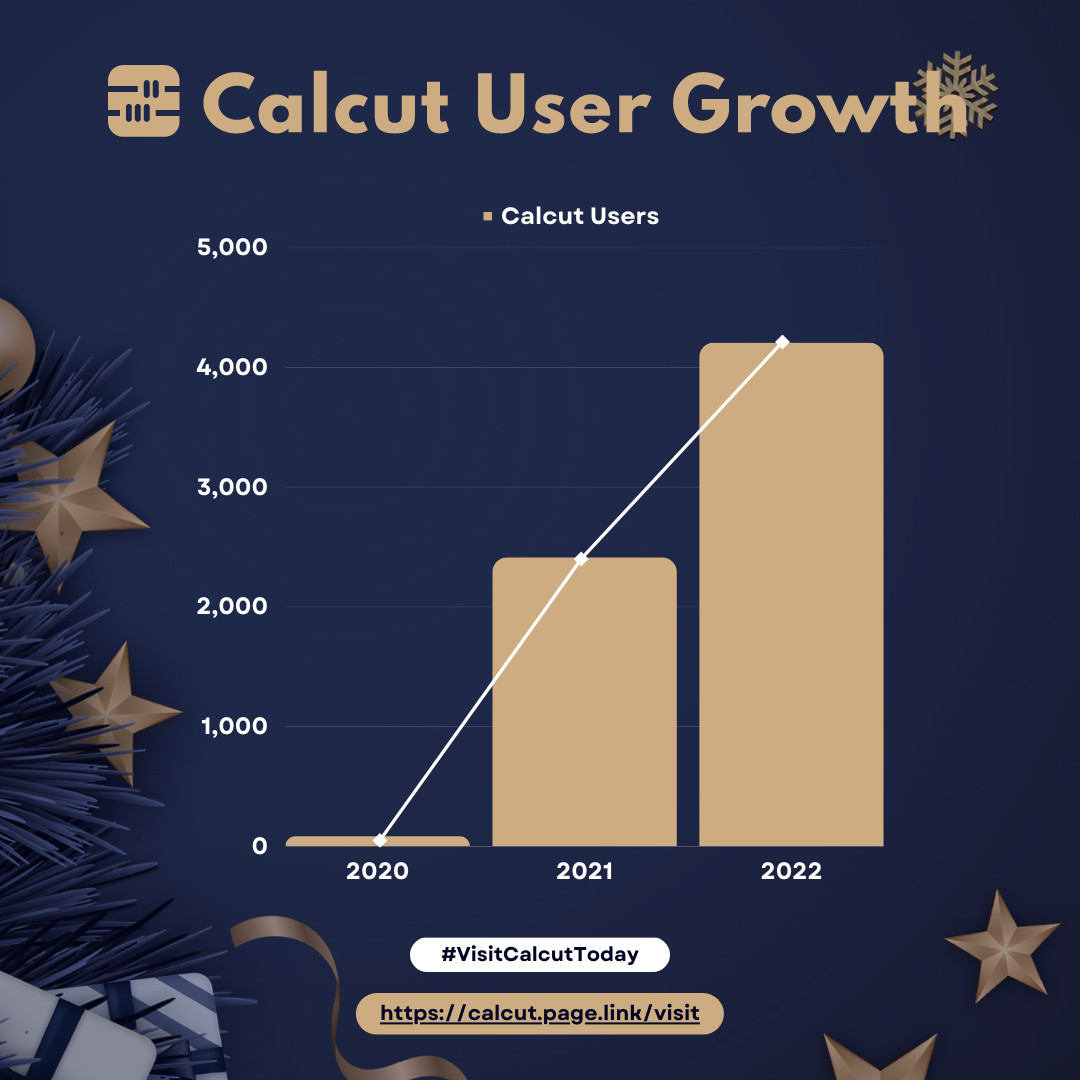 Calcut User Growth
Calcut Users
5,000
4,000
3,000
2,000
1,000
0
2020 2021 2022
#VisitCalcutToday
https://calcut.page.link/visit